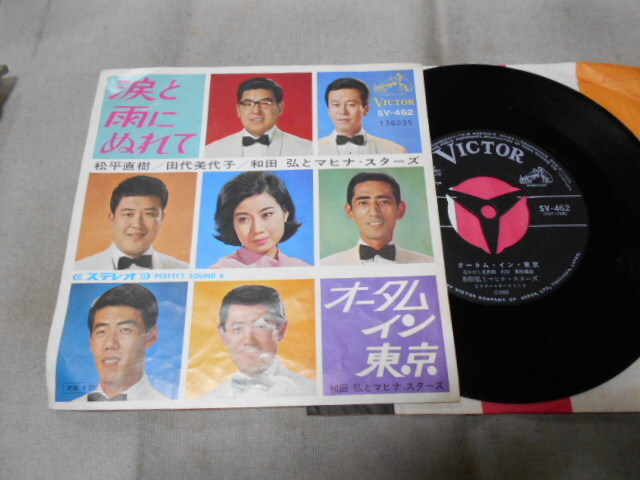 涙と
雨に
ぬれて
VICTOR
SV-462
136035
松平直樹/田代美代子/和田 弘とマヒナ・スターズ
≪ステレオ≫ PERFECT SOUND 6
オータム
イン
東京
和田 弘とマヒナ・スターズ
VICTOR
SV-462
オータム・イン・東京
和田弘とマヒナ・スターズ